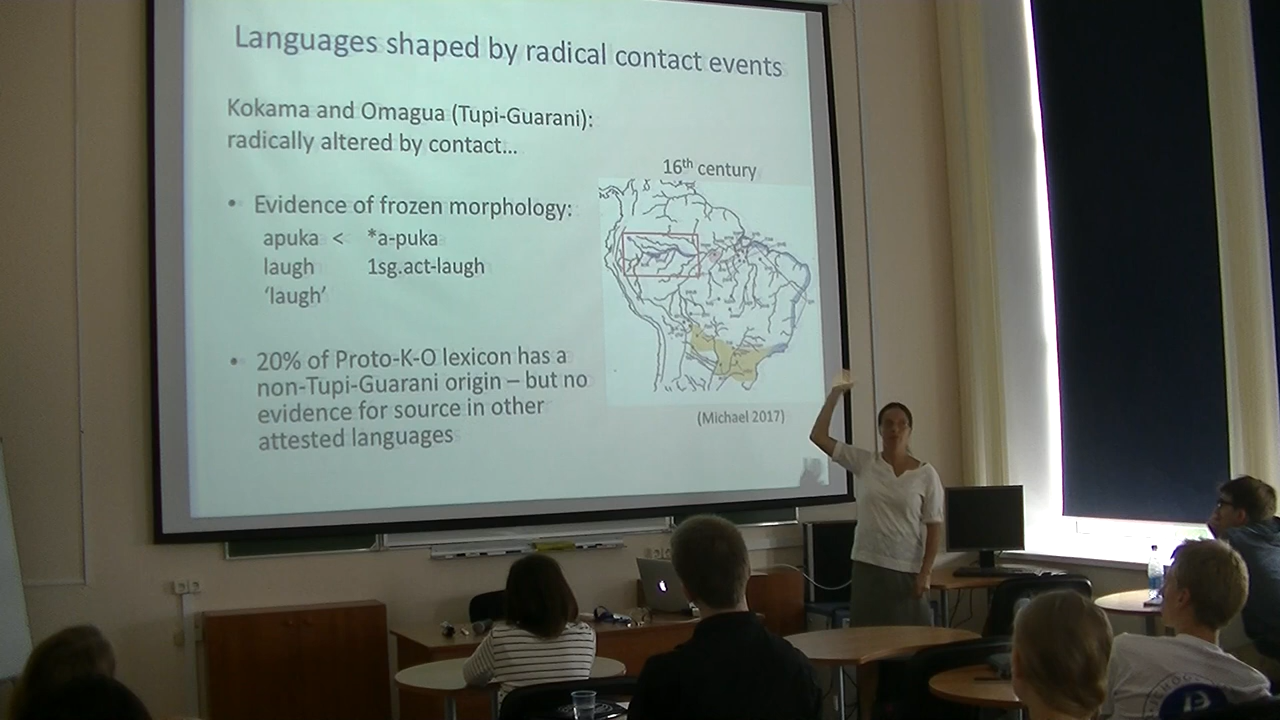 Languages shaped by radical contact events
Kokama and Omagua (Tupi-Guarani):
radically altered by contact...
16th century
• Evidence of frozen morphology:
apuka < *a-puka
laugh 1sg.act-laugh
'laugh'
• 20% of Proto-K-O lexicon has a
non-Tupi-Guarani origin – but no
evidence for source in other
attested languages
(Michael 2017)